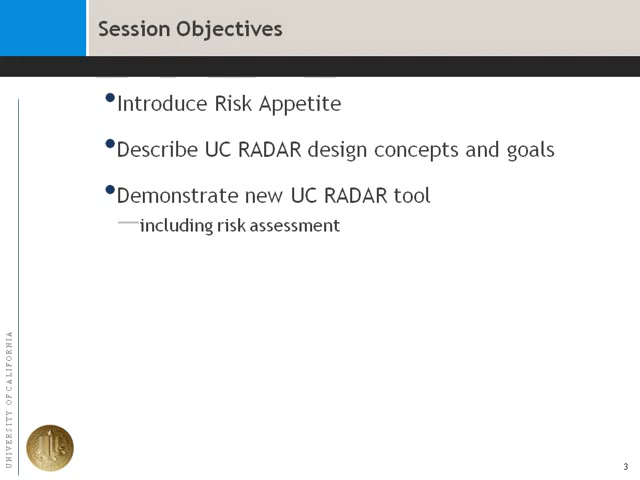 Session Objectives
•Introduce Risk Appetite
•Describe UC RADAR design concepts and goals
•Demonstrate new UC RADAR tool
—including risk assessment
UNIVERSITY OF CALIFORNIA
3